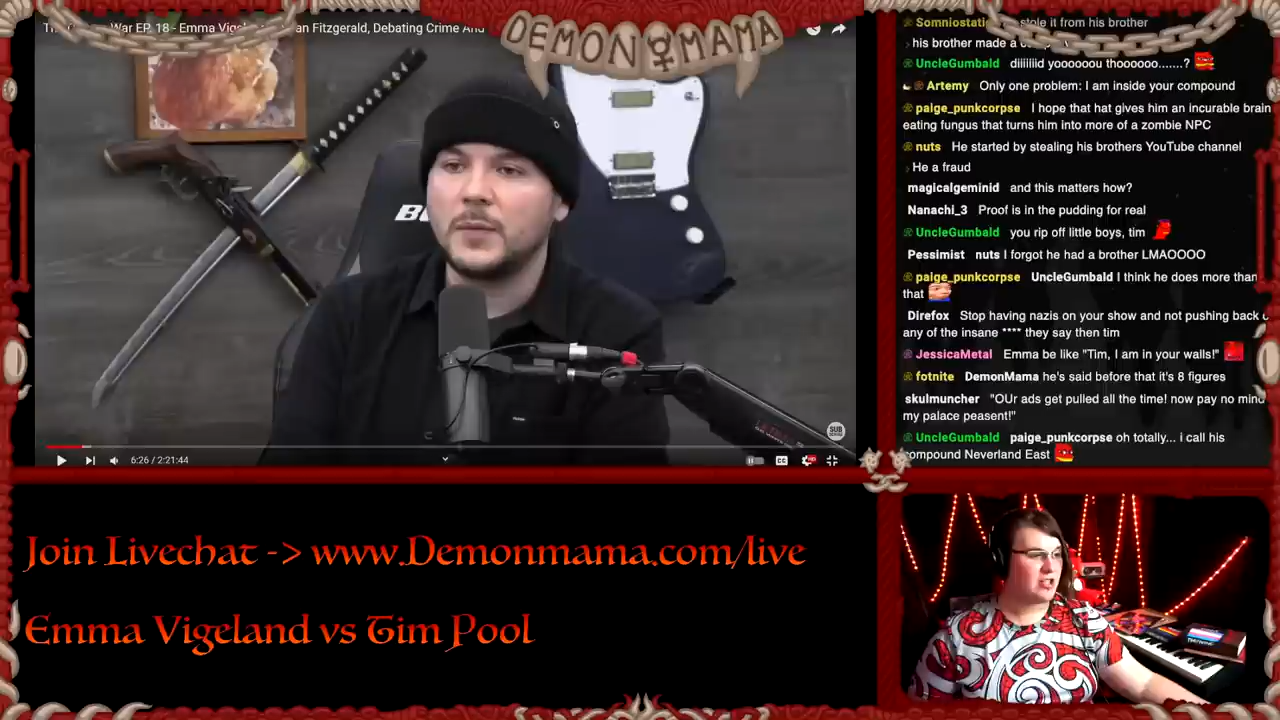 War EP. 18 - Emma
an Fitzgerald, Debating Crime And
DEMON MAMA
SUB
6:26 / 2:21:44
CC
HD
Join Livechat -> www.Demonmama.com/live
Emma Vigeland vs Tim Pool
stole it from his brother
his brother made a
UncleGumbald diiiiliid yooooouu thoooooo.......?
Artemy Only one problem: I am inside your compound
paige_punkcorpse I hope that hat gives him an incurable brain
eating fungus that turns him into more of a zombie NPC
nuts He started by stealing his brothers YouTube channel
He a fraud
magicalgeminid and this matters how?
Nanachi_3 Proof is in the pudding for real
UncleGumbald you rip off little boys, tim
Pessimist nuts I forgot he had a brother LMAOOOO
paige_punkcorpse UncleGumbald I think he does more than
that
Direfox Stop having nazis on your show and not pushing back
any of the insane **** they say then tim
JessicaMetal Emma be like "Tim, I am in your walls!"
fotnite DemonMama he's said before that it's 8 figures
skulmuncher "OUr ads get pulled all the time! now pay no mind
my palace peasent!"
UncleGumbald paige_punkcorpse oh totally... i call his
compound Neverland East